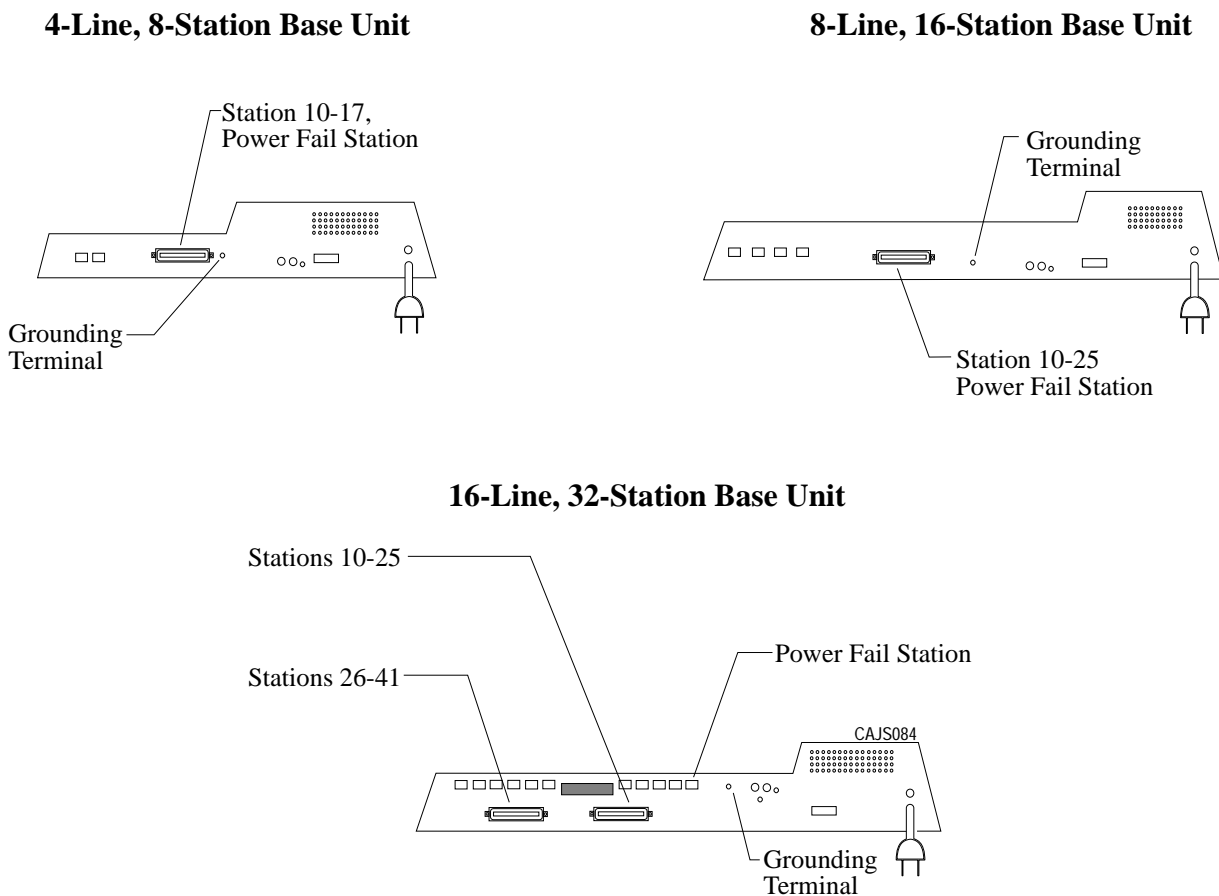 4-Line, 8-Station Base Unit
Station 10-17,
Power Fail Station
Grounding
Terminal
8-Line, 16-Station Base Unit
Grounding
Terminal
Station 10-25
Power Fail Station
16-Line, 32-Station Base Unit
Stations 10-25
Stations 26-41
Power Fail Station
CAJS084
Grounding
Terminal